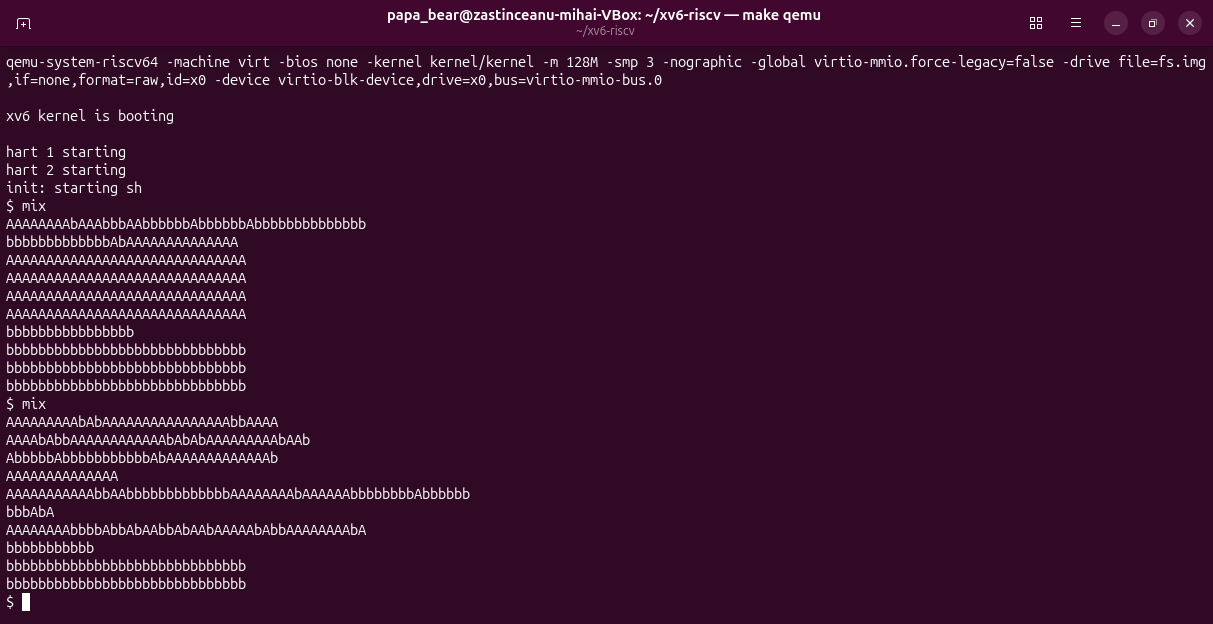 papa_bear@zastinceanu-mihai-VBox: ~/xv6-riscv — make qemu
~/xv6-riscv
qemu-system-riscv64 -machine virt -bios none -kernel kernel/kernel -m 128M -smp 3 -nographic -global virtio-mmio.force-legacy=false -drive file=fs.img
,if=none,format=raw,id=x0 -device virtio-blk-device,drive=x0,bus=virtio-mmio-bus.0
xv6 kernel is booting
hart 1 starting
hart 2 starting
init: starting sh
$ mix
AAAAAAAAbAAAbbbAAbbbbbbAbbbbbbAbbbbbbbbbbbbbb
bbbbbbbbbbbbbAbAAAAAAAAAAAAAA
AAAAAAAAAAAAAAAAAAAAAAAAAAAAAA
AAAAAAAAAAAAAAAAAAAAAAAAAAAAAA
AAAAAAAAAAAAAAAAAAAAAAAAAAAAAA
AAAAAAAAAAAAAAAAAAAAAAAAAAAAAA
bbbbbbbbbbbbbbbb
bbbbbbbbbbbbbbbbbbbbbbbbbbbbbb
bbbbbbbbbbbbbbbbbbbbbbbbbbbbbb
bbbbbbbbbbbbbbbbbbbbbbbbbbbbbb
$ mix
AAAAAAAAAbAbAAAAAAAAAAAAAAAAbbAAAA
AAAAbAbbAAAAAAAAAAAAbAbAbAAAAAAAAAbAAb
AbbbbbAbbbbbbbbbbbAbAAAAAAAAAAAAAb
AAAAAAAAAAAAAA
AAAAAAAAAAAbbAAbbbbbbbbbbbbbAAAAAAAAbAAAAAAbbbbbbbbAbbbbbb
bbbAbA
AAAAAAAAbbbbAbbAbAAbbAbAAbAAAAAbAbbAAAAAAAAbA
bbbbbbbbbbb
bbbbbbbbbbbbbbbbbbbbbbbbbbbbbb
bbbbbbbbbbbbbbbbbbbbbbbbbbbbbb
$